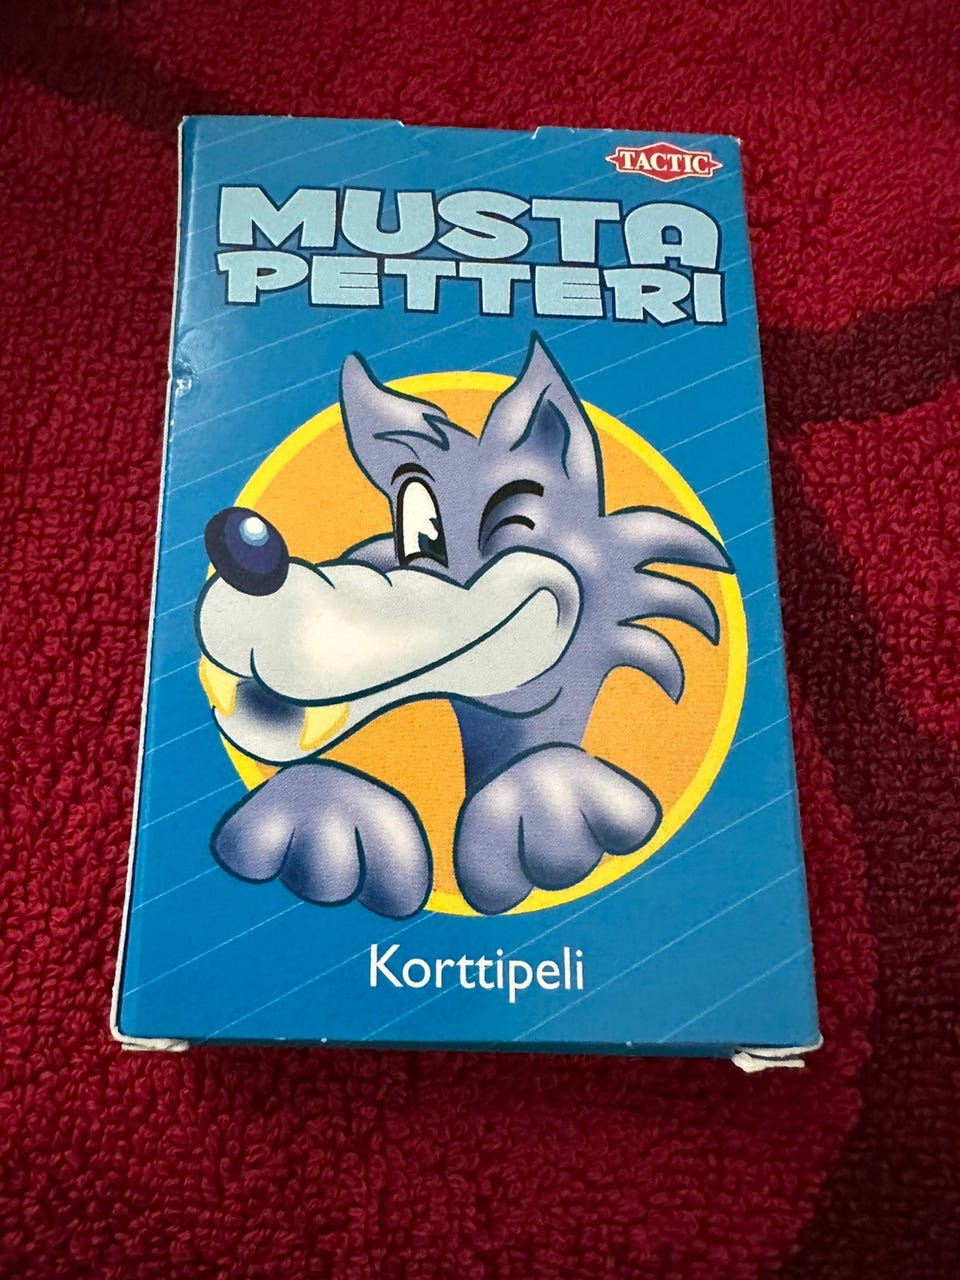 TACTIC
MUSTA
PETTERI
Korttipeli